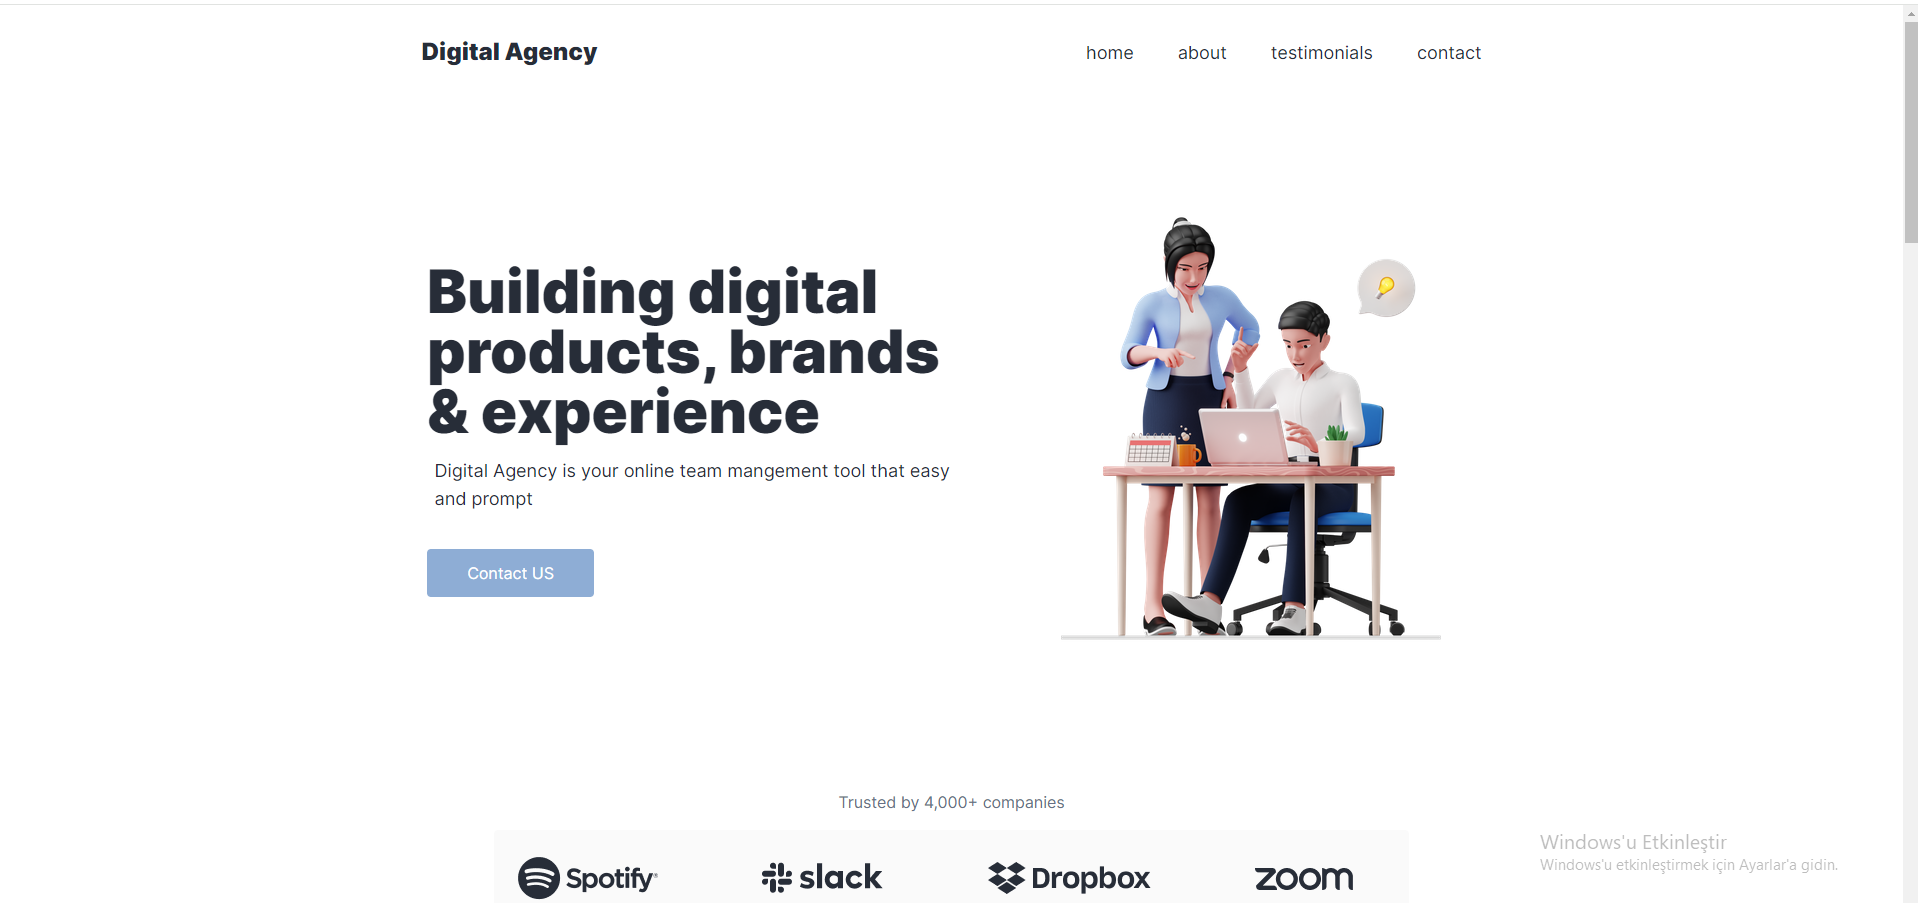 Digital Agency
home about testimonials contact
Building digital
products, brands
& experience
Digital Agency is your online team mangement tool that easy
and prompt
Contact US
Trusted by 4,000+ companies
Spotify® slack Dropbox zoom
Windows'u Etkinleştir
Windows'u etkinleştirmek için Ayarlar'a gidin.